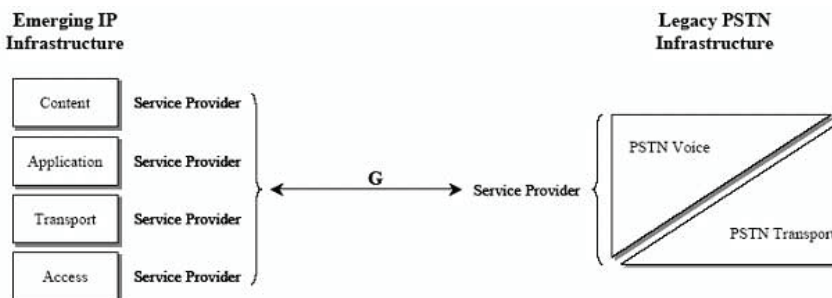 Emerging IP
Infrastructure
Legacy PSTN
Infrastructure
Content
Service Provider
Application
Service Provider
Transport
Service Provider
Access
Service Provider
G
Service Provider
PSTN Voice
PSTN Transport